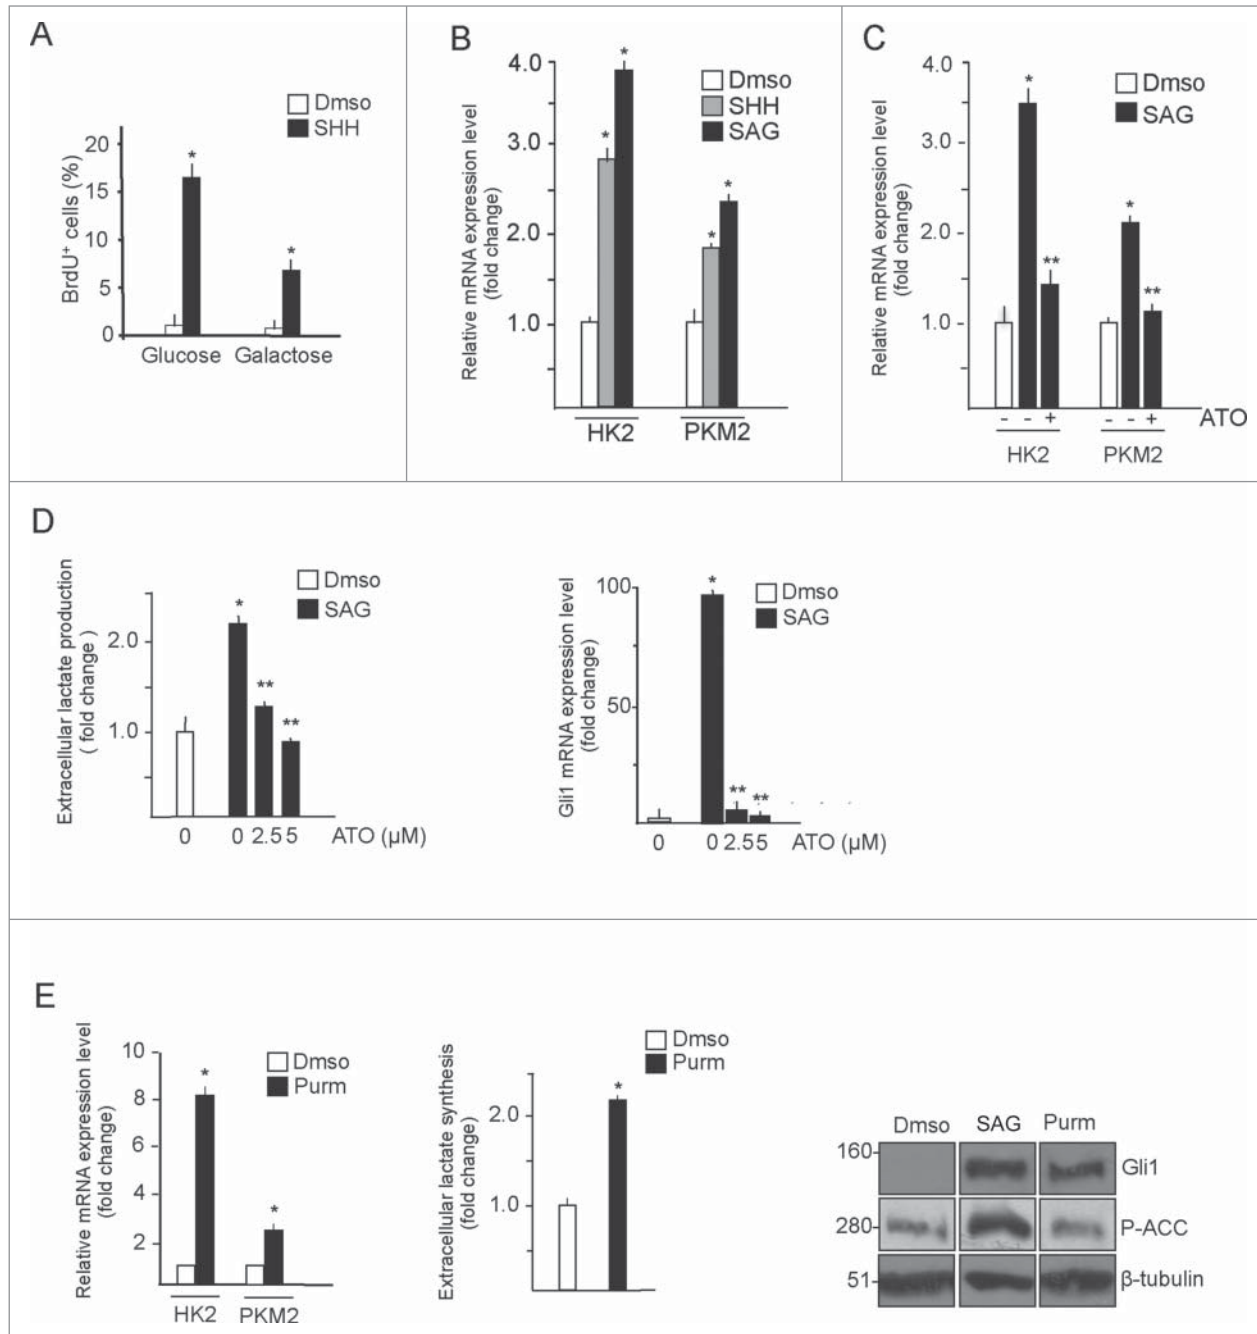 A
Dmso
SHH
BrdU⁺ cells (%)
20
15
10
5
0
*
*
Glucose Galactose
B
Dmso
SHH
SAG
Relative mRNA expression level
(fold change)
4.0
3.0
2.0
1.0
*
*
*
*
HK2 PKM2
C
Dmso
SAG
Relative mRNA expression level
(fold change)
4.0
3.0
2.0
1.0
*
**
*
**
- - + - - + ATO
HK2 PKM2
D
Dmso
SAG
Extracellular lactate production
( fold change )
2.0
1.0
*
**
**
0 0 2.5 5 ATO (µM)
Dmso
SAG
Gli1 mRNA expression level
(fold change)
100
50
*
** **
0 0 2.5 5 ATO (µM)
E
Dmso
Purm
Relative mRNA expression level
(fold change)
10
8
6
4
2
*
*
HK2 PKM2
Dmso
Purm
Extracellular lactate synthesis
(fold change)
2.0
1.0
*
Dmso SAG Purm
160 Gli1
280 P-ACC
51 β-tubulin